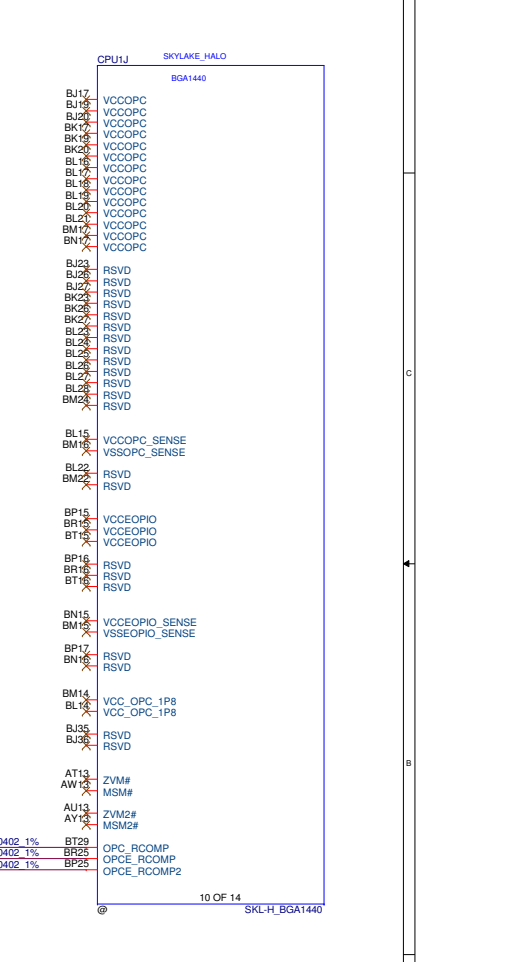 SKYLAKE_HALO
CPU1J
BGA1440
BJ17 VCCOPC
BJ19 VCCOPC
BJ20 VCCOPC
BK17 VCCOPC
BK19 VCCOPC
BK20 VCCOPC
BL16 VCCOPC
BL17 VCCOPC
BL18 VCCOPC
BL19 VCCOPC
BL20 VCCOPC
BL21 VCCOPC
BM17 VCCOPC
BN17 VCCOPC
BJ23 RSVD
BJ26 RSVD
BJ27 RSVD
BK23 RSVD
BK26 RSVD
BK27 RSVD
BL23 RSVD
BL24 RSVD
BL25 RSVD
BL26 RSVD
BL27 RSVD
BL28 RSVD
BM24 RSVD
C
BL15 VCCOPC_SENSE
BM16 VSSOPC_SENSE
BL22 RSVD
BM22 RSVD
BP15 VCCEOPIO
BR15 VCCEOPIO
BT15 VCCEOPIO
BP16 RSVD
BR16 RSVD
BT16 RSVD
BN15 VCCEOPIO_SENSE
BM15 VSSEOPIO_SENSE
BP17 RSVD
BN16 RSVD
BM14 VCC_OPC_1P8
BL14 VCC_OPC_1P8
BJ35 RSVD
BJ36 RSVD
B
AT13 ZVM#
AW13 MSM#
AU13 ZVM2#
AY13 MSM2#
0402_1% BT29 OPC_RCOMP
0402_1% BR25 OPCE_RCOMP
0402_1% BP25 OPCE_RCOMP2
10 OF 14
@ SKL-H_BGA1440